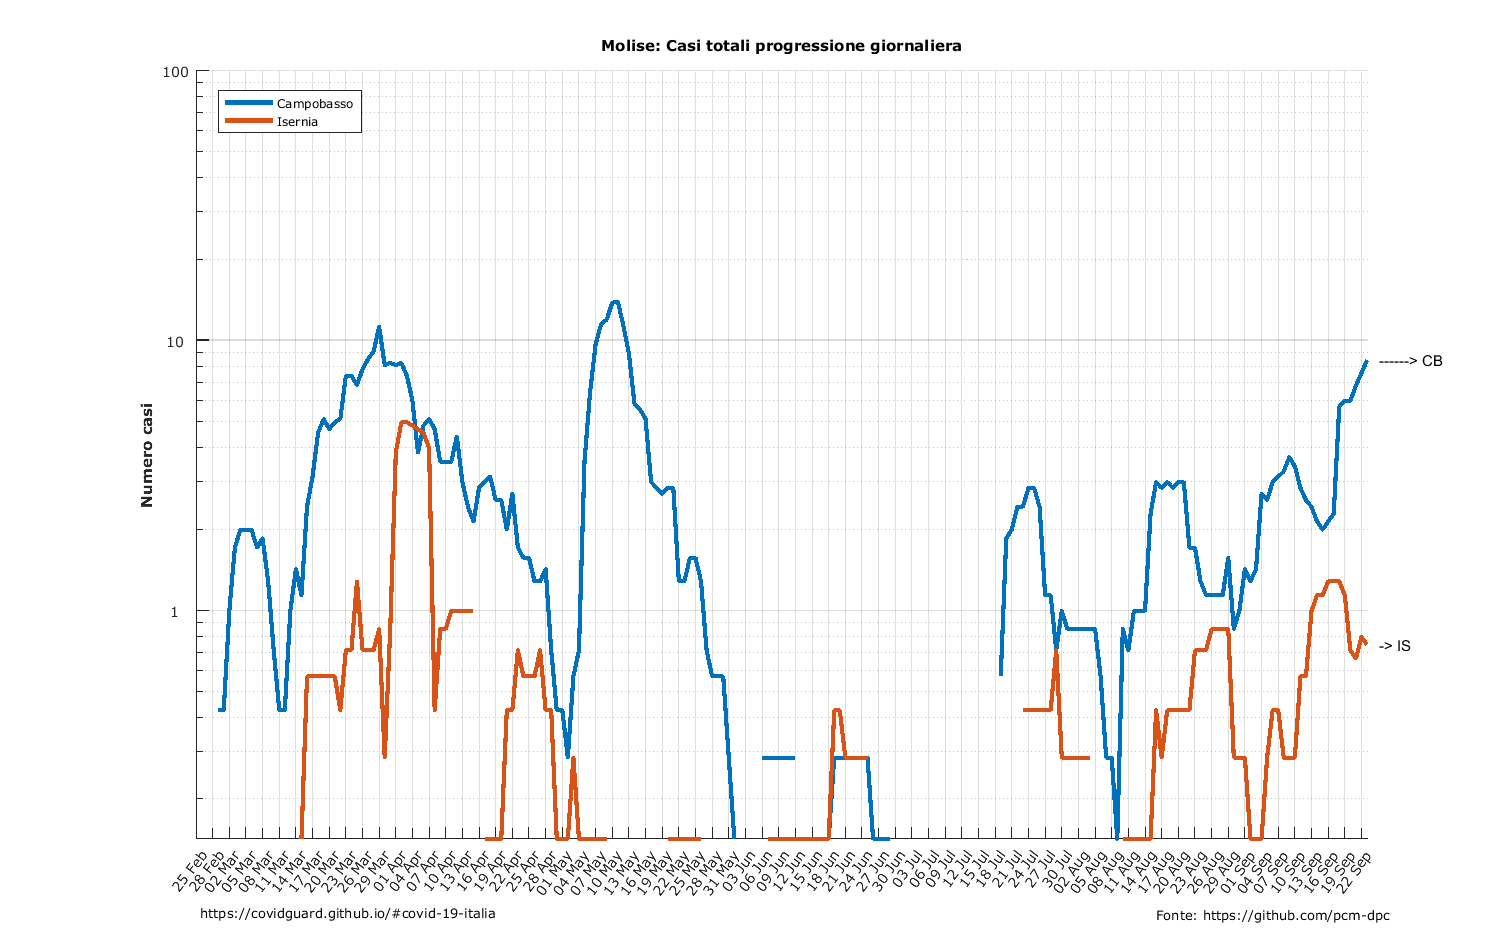 Molise: Casi totali progressione giornaliera
100
Campobasso
Isernia
10
------> CB
Numero casi
1
-> IS
25 Feb
28 Feb
02 Mar
05 Mar
08 Mar
11 Mar
14 Mar
17 Mar
20 Mar
23 Mar
26 Mar
29 Mar
01 Apr
04 Apr
07 Apr
10 Apr
13 Apr
16 Apr
19 Apr
22 Apr
25 Apr
28 Apr
01 May
04 May
07 May
10 May
13 May
16 May
19 May
22 May
25 May
28 May
31 May
03 Jun
06 Jun
09 Jun
12 Jun
15 Jun
18 Jun
21 Jun
24 Jun
27 Jun
30 Jun
03 Jul
06 Jul
09 Jul
12 Jul
15 Jul
18 Jul
21 Jul
24 Jul
27 Jul
30 Jul
02 Aug
05 Aug
08 Aug
11 Aug
14 Aug
17 Aug
20 Aug
23 Aug
26 Aug
29 Aug
01 Sep
04 Sep
07 Sep
10 Sep
13 Sep
16 Sep
19 Sep
22 Sep
https://covidguard.github.io/#covid-19-italia
Fonte: https://github.com/pcm-dpc